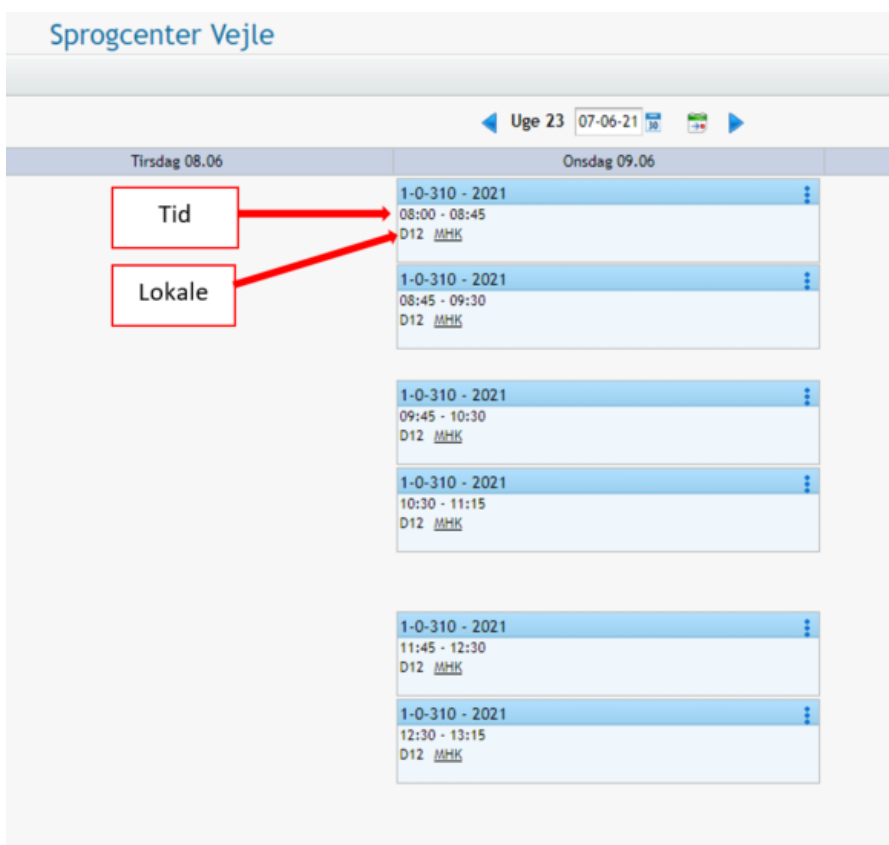 Sprogcenter Vejle
Uge 23 07-06-21 30
Tirsdag 08.06 Onsdag 09.06
Tid
Lokale
1-0-310 - 2021
08:00 - 08:45
D12 MHK
1-0-310 - 2021
08:45 - 09:30
D12 MHK
1-0-310 - 2021
09:45 - 10:30
D12 MHK
1-0-310 - 2021
10:30 - 11:15
D12 MHK
1-0-310 - 2021
11:45 - 12:30
D12 MHK
1-0-310 - 2021
12:30 - 13:15
D12 MHK